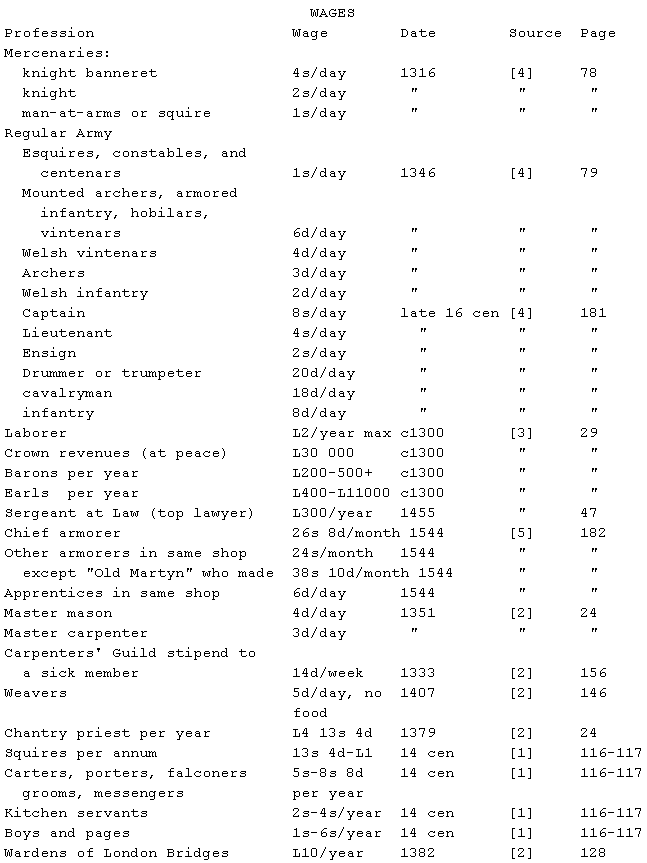 WAGES
Profession Wage Date Source Page
Mercenaries:
knight banneret 4s/day 1316 [4] 78
knight 2s/day " " "
man-at-arms or squire 1s/day " " "
Regular Army
Esquires, constables, and
centenars 1s/day 1346 [4] 79
Mounted archers, armored
infantry, hobilars,
vintenars 6d/day " " "
Welsh vintenars 4d/day " " "
Archers 3d/day " " "
Welsh infantry 2d/day " " "
Captain 8s/day late 16 cen [4] 181
Lieutenant 4s/day " " "
Ensign 2s/day " " "
Drummer or trumpeter 20d/day " " "
cavalryman 18d/day " " "
infantry 8d/day " " "
Laborer L2/year max c1300 [3] 29
Crown revenues (at peace) L30 000 c1300 " "
Barons per year L200-500+ c1300 " "
Earls  per year L400-L11000 c1300 " "
Sergeant at Law (top lawyer) L300/year 1455 " 47
Chief armorer 26s 8d/month 1544 [5] 182
Other armorers in same shop 24s/month 1544 " "
except "Old Martyn" who made 38s 10d/month 1544 " "
Apprentices in same shop 6d/day 1544 " "
Master mason 4d/day 1351 [2] 24
Master carpenter 3d/day " " "
Carpenters' Guild stipend to
a sick member 14d/week 1333 [2] 156
Weavers 5d/day, no 1407 [2] 146
food
Chantry priest per year L4 13s 4d 1379 [2] 24
Squires per annum 13s 4d-L1 14 cen [1] 116-117
Carters, porters, falconers 5s-8s 8d 14 cen [1] 116-117
grooms, messengers per year
Kitchen servants 2s-4s/year 14 cen [1] 116-117
Boys and pages 1s-6s/year 14 cen [1] 116-117
Wardens of London Bridges L10/year 1382 [2] 128